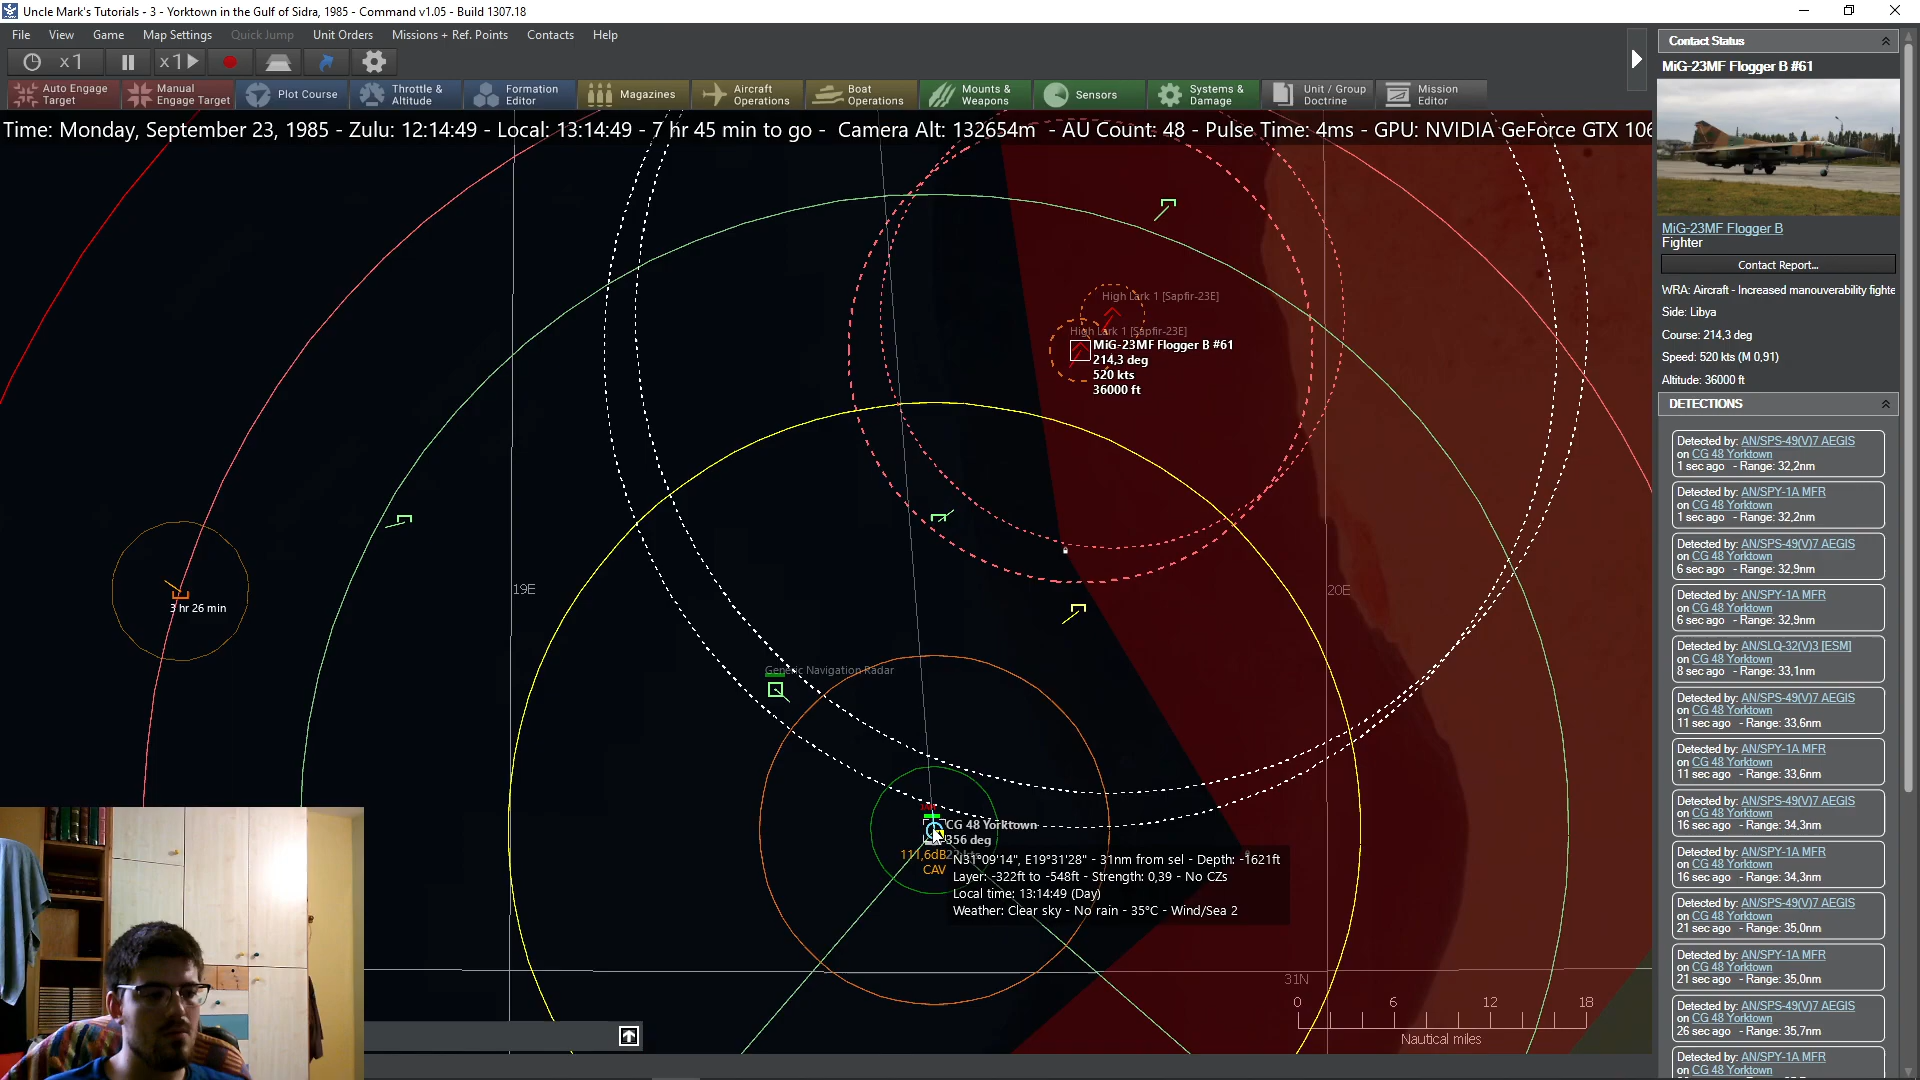 Uncle Mark's Tutorials - 3 - Yorktown in the Gulf of Sidra, 1985 - Command v1.05 - Build 1307.18
File View Game Map Settings Quick Jump Unit Orders Missions + Ref. Points Contacts Help
x1 x1
Auto Engage Target
Manual Engage Target
Plot Course
Throttle & Altitude
Formation Editor
Magazines
Aircraft Operations
Boat Operations
Mounts & Weapons
Sensors
Systems & Damage
Unit / Group Doctrine
Mission Editor
Time: Monday, September 23, 1985 - Zulu: 12:14:49 - Local: 13:14:49 - 7 hr 45 min to go - Camera Alt: 132654m - AU Count: 48 - Pulse Time: 4ms - GPU: NVIDIA GeForce GTX 106
High Lark 1 [Sapfir-23E]
High Lark 1 [Sapfir-23E]
MiG-23MF Flogger B #61
214,3 deg
520 kts
36000 ft
19E
20E
3 hr 26 min
Generic Navigation Radar
CG 48 Yorktown
356 deg
111,6dB
CAV
N31°09'14", E19°31'28" - 31nm from sel - Depth: -1621ft
Layer: -322ft to -548ft - Strength: 0,39 - No CZs
Local time: 13:14:49 (Day)
Weather: Clear sky - No rain - 35°C - Wind/Sea 2
31N
0 6 12 18
Nautical miles
Contact Status
MiG-23MF Flogger B #61
MiG-23MF Flogger B
Fighter
Contact Report...
WRA: Aircraft - Increased manouverability fighte
Side: Libya
Course: 214,3 deg
Speed: 520 kts (M 0,91)
Altitude: 36000 ft
DETECTIONS
Detected by: AN/SPS-49(V)7 AEGIS
on CG 48 Yorktown
1 sec ago - Range: 32,2nm
Detected by: AN/SPY-1A MFR
on CG 48 Yorktown
1 sec ago - Range: 32,2nm
Detected by: AN/SPS-49(V)7 AEGIS
on CG 48 Yorktown
6 sec ago - Range: 32,9nm
Detected by: AN/SPY-1A MFR
on CG 48 Yorktown
6 sec ago - Range: 32,9nm
Detected by: AN/SLQ-32(V)3 [ESM]
on CG 48 Yorktown
8 sec ago - Range: 33,1nm
Detected by: AN/SPS-49(V)7 AEGIS
on CG 48 Yorktown
11 sec ago - Range: 33,6nm
Detected by: AN/SPY-1A MFR
on CG 48 Yorktown
11 sec ago - Range: 33,6nm
Detected by: AN/SPS-49(V)7 AEGIS
on CG 48 Yorktown
16 sec ago - Range: 34,3nm
Detected by: AN/SPY-1A MFR
on CG 48 Yorktown
16 sec ago - Range: 34,3nm
Detected by: AN/SPS-49(V)7 AEGIS
on CG 48 Yorktown
21 sec ago - Range: 35,0nm
Detected by: AN/SPY-1A MFR
on CG 48 Yorktown
21 sec ago - Range: 35,0nm
Detected by: AN/SPS-49(V)7 AEGIS
on CG 48 Yorktown
26 sec ago - Range: 35,7nm
Detected by: AN/SPY-1A MFR
on CG 48 Yorktown